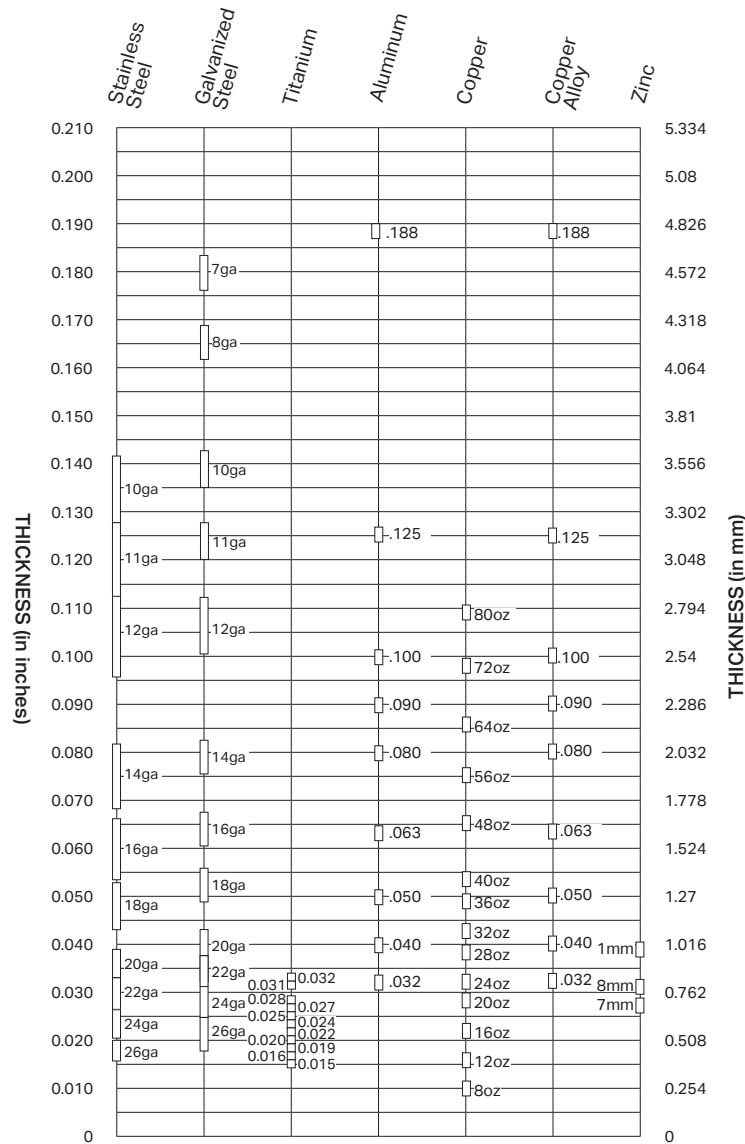 Stainless
Steel
Galvanized
Steel
Titanium
Aluminum
Copper
Copper
Alloy
Zinc
THICKNESS (in inches)
0.210
0.200
0.190
0.180
0.170
0.160
0.150
0.140
0.130
0.120
0.110
0.100
0.090
0.080
0.070
0.060
0.050
0.040
0.030
0.020
0.010
0
10ga
11ga
12ga
14ga
16ga
18ga
20ga
22ga
24ga
26ga
7ga
8ga
10ga
11ga
12ga
14ga
16ga
18ga
20ga
22ga
24ga
26ga
0.032
0.031
0.028
0.027
0.025
0.024
0.022
0.020
0.019
0.016
0.015
.188
.125
.100
.090
.080
.063
.050
.040
.032
80oz
72oz
64oz
56oz
48oz
40oz
36oz
32oz
28oz
24oz
20oz
16oz
12oz
8oz
.188
.125
.100
.090
.080
.063
.050
.040
.032
1mm
8mm
7mm
5.334
5.08
4.826
4.572
4.318
4.064
3.81
3.556
3.302
3.048
2.794
2.54
2.286
2.032
1.778
1.524
1.27
1.016
0.762
0.508
0.254
0
THICKNESS (in mm)